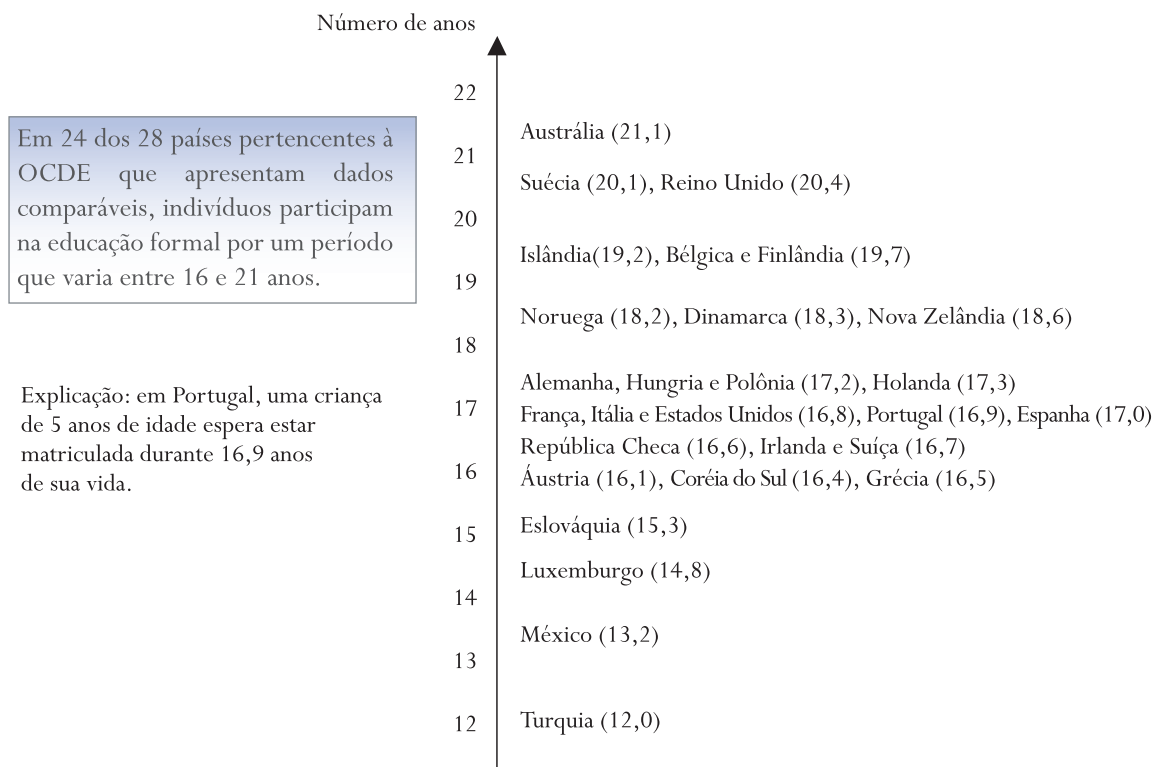 Número de anos
22
Em 24 dos 28 países pertencentes à
OCDE que apresentam dados
comparáveis, indivíduos participam
na educação formal por um período
que varia entre 16 e 21 anos.
Austrália (21,1)
21
Suécia (20,1), Reino Unido (20,4)
20
Islândia(19,2), Bélgica e Finlândia (19,7)
19
Noruega (18,2), Dinamarca (18,3), Nova Zelândia (18,6)
18
Explicação: em Portugal, uma criança
de 5 anos de idade espera estar
matriculada durante 16,9 anos
de sua vida.
Alemanha, Hungria e Polônia (17,2), Holanda (17,3)
17
França, Itália e Estados Unidos (16,8), Portugal (16,9), Espanha (17,0)
República Checa (16,6), Irlanda e Suíça (16,7)
16
Áustria (16,1), Coréia do Sul (16,4), Grécia (16,5)
Eslováquia (15,3)
15
Luxemburgo (14,8)
14
México (13,2)
13
12
Turquia (12,0)